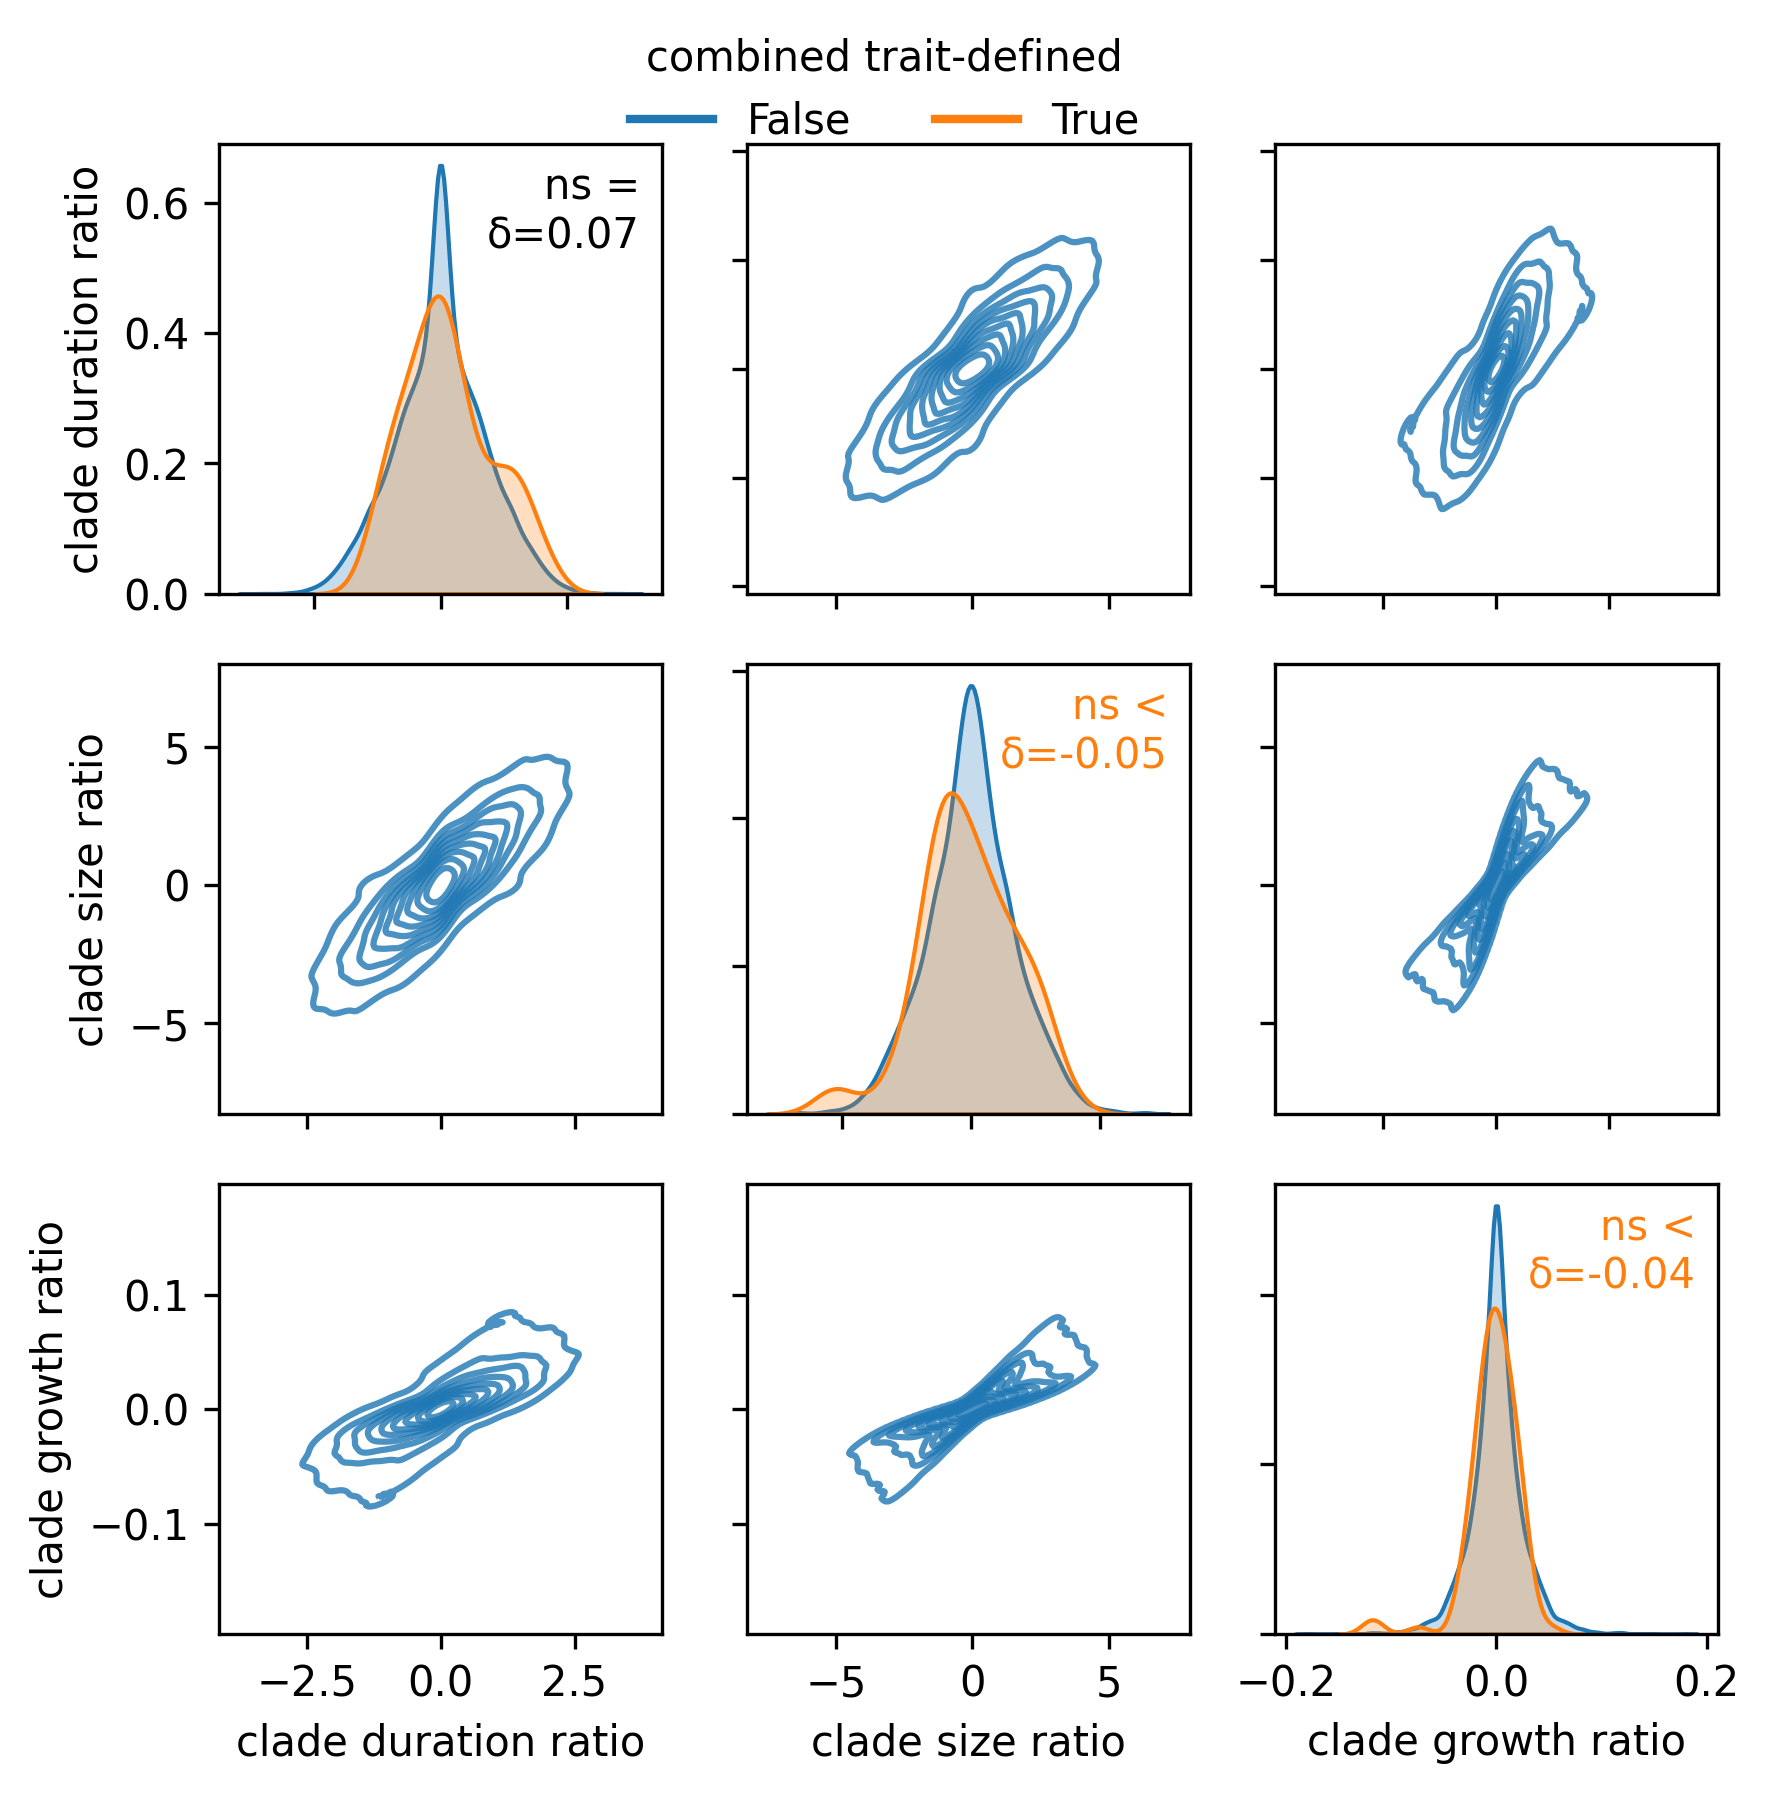 combined trait-defined
False True
clade duration ratio
0.6
0.4
0.2
0.0
ns =
δ=0.07
clade size ratio
5
0
−5
ns <
δ=-0.05
clade growth ratio
0.1
0.0
−0.1
ns <
δ=-0.04
−2.5 0.0 2.5
clade duration ratio
−5 0 5
clade size ratio
−0.2 0.0 0.2
clade growth ratio